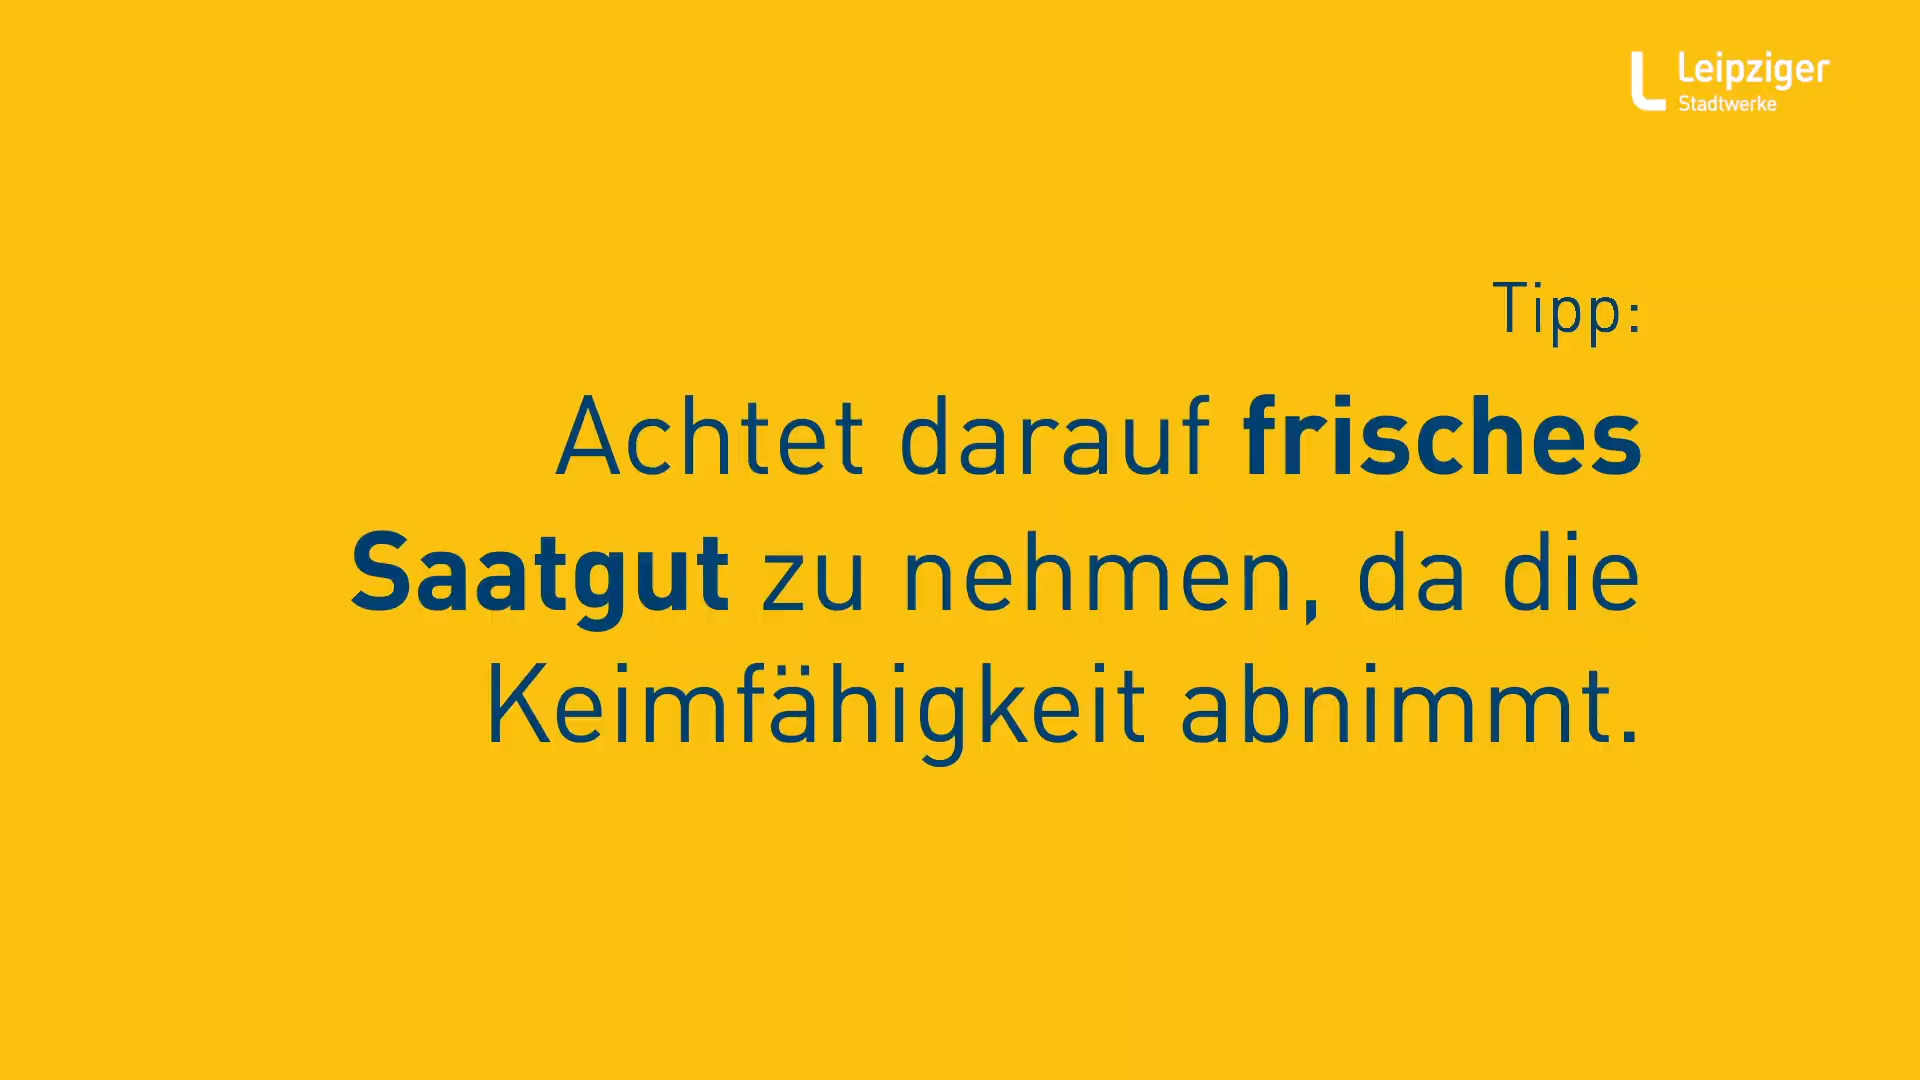 Leipziger
Stadtwerke
Tipp:
Achtet darauf frisches
Saatgut zu nehmen, da die
Keimfähigkeit abnimmt.